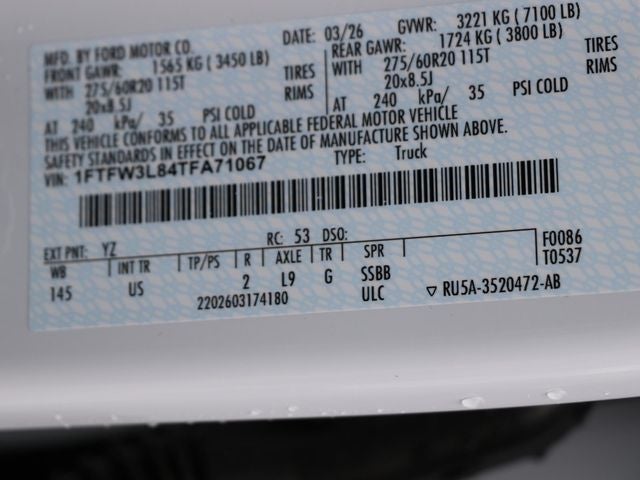 MFD. BY FORD MOTOR CO. DATE: 03/26 GVWR: 3221 KG ( 7100 LB)
FRONT GAWR: 1565 KG ( 3450 LB) REAR GAWR: 1724 KG ( 3800 LB)
WITH 275/60R20 115T TIRES WITH 275/60R20 115T TIRES
20x8.5J RIMS 20x8.5J RIMS
AT 240 kPa/ 35 PSI COLD AT 240 kPa/ 35 PSI COLD
THIS VEHICLE CONFORMS TO ALL APPLICABLE FEDERAL MOTOR VEHICLE
SAFETY STANDARDS IN EFFECT ON THE DATE OF MANUFACTURE SHOWN ABOVE.
VIN: 1FTFW3L84TFA71067 TYPE: Truck
EXT PNT: YZ RC: 53 DSO: F0086
WB INT TR TP/PS R AXLE TR SPR T0537
145 US 2 L9 G SSBB
2202603174180 ULC ▽ RU5A-3520472-AB